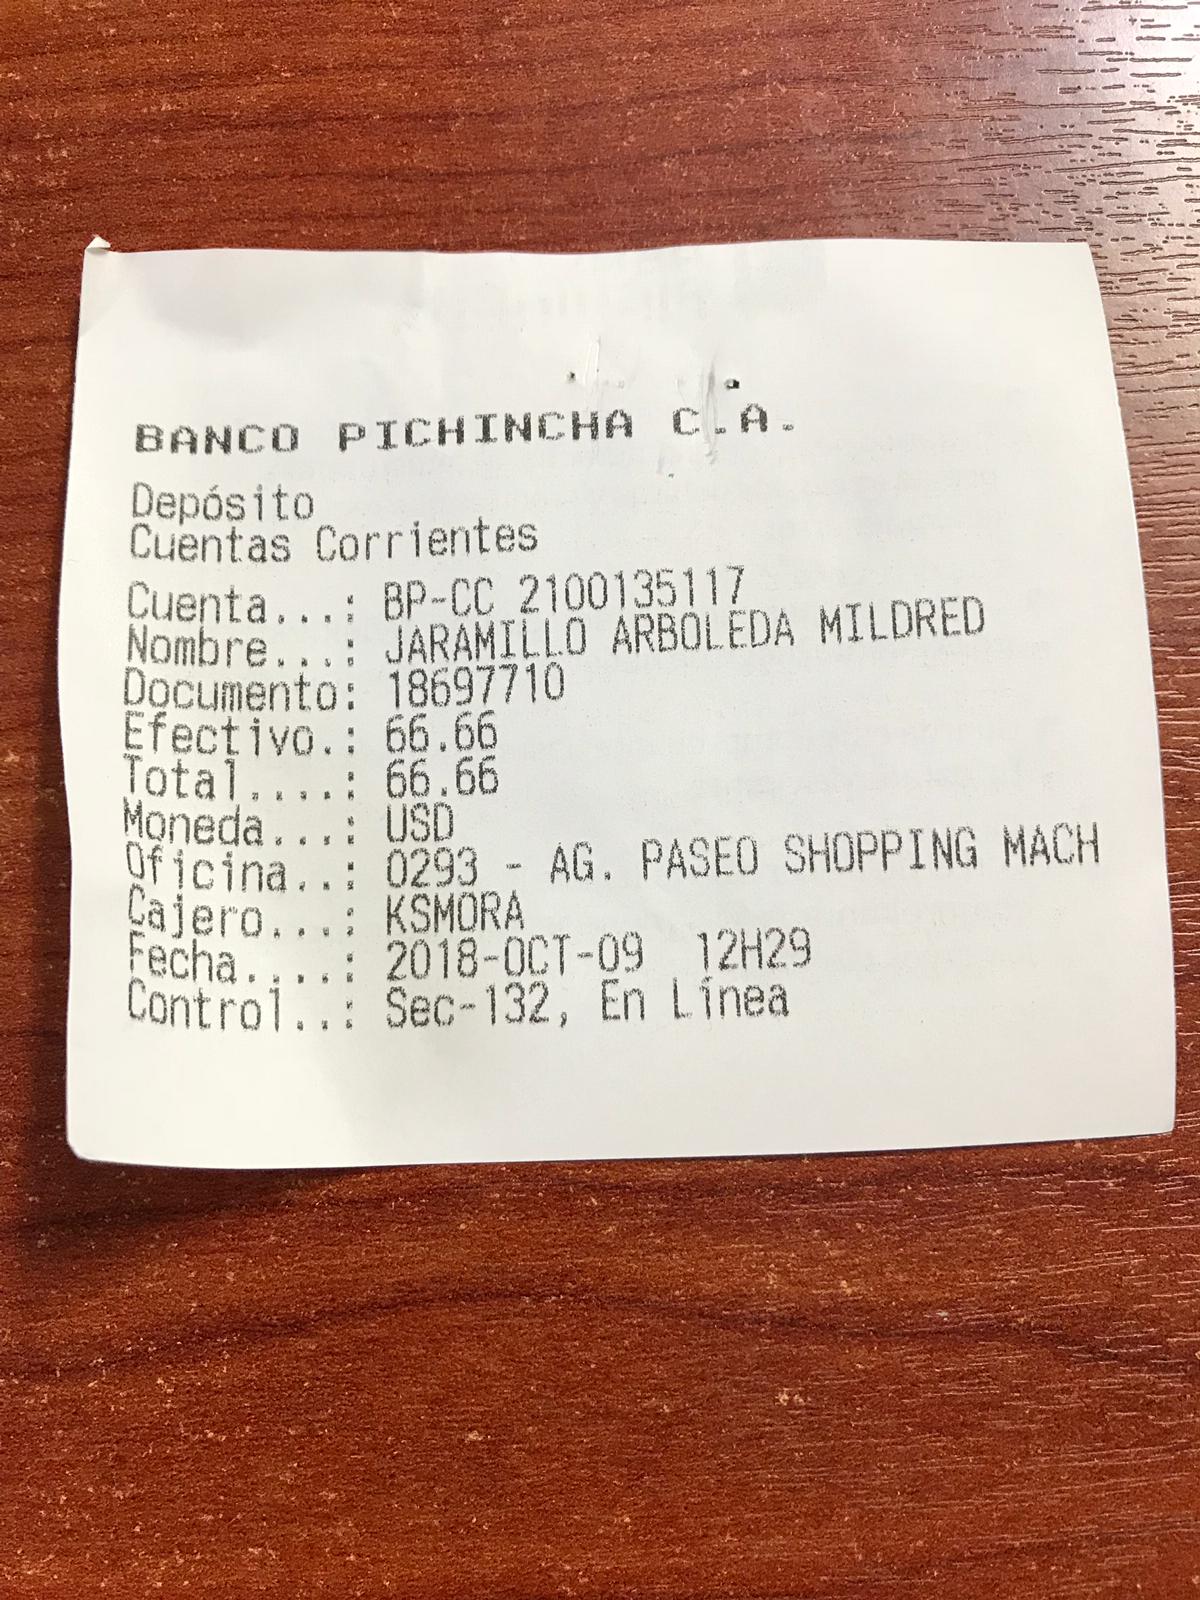 BANCO PICHINCHA C.A.
Depósito
Cuentas Corrientes
Cuenta...: BP-CC 2100135117
Nombre...: JARAMILLO ARBOLEDA MILDRED
Documento: 18697710
Efectivo.: 66.66
Total....: 66.66
Moneda...: USD
Oficina..: 0293 - AG. PASEO SHOPPING MACH
Cajero...: KSMORA
Fecha....: 2018-OCT-09 12H29
Control..: Sec-132, En Línea